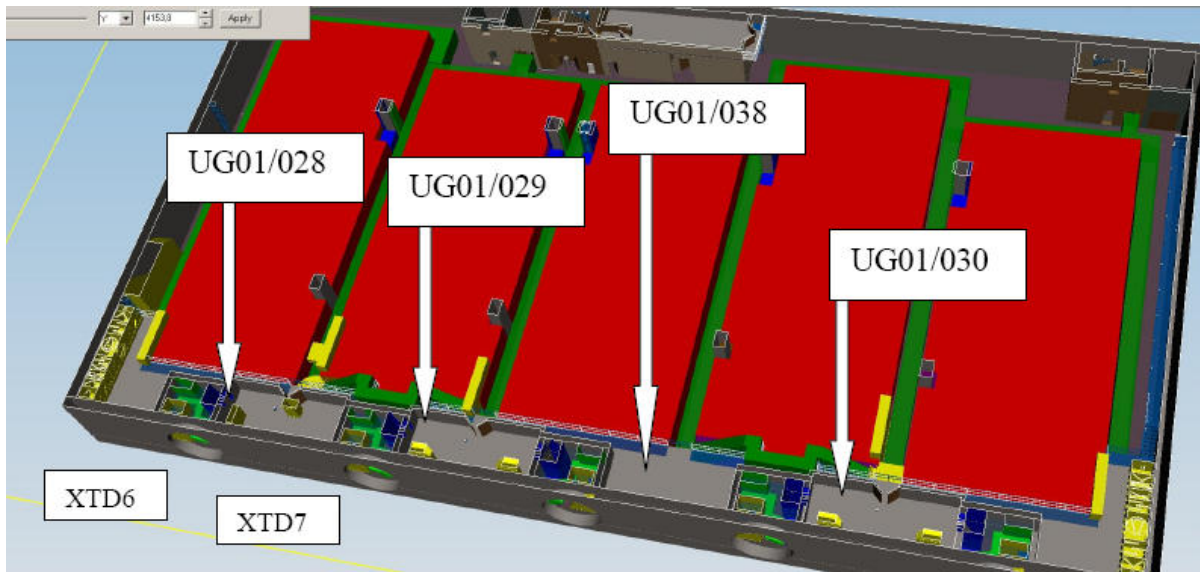 Y
4153,8
Apply
UG01/038
UG01/028
UG01/029
UG01/030
XTD6
XTD7